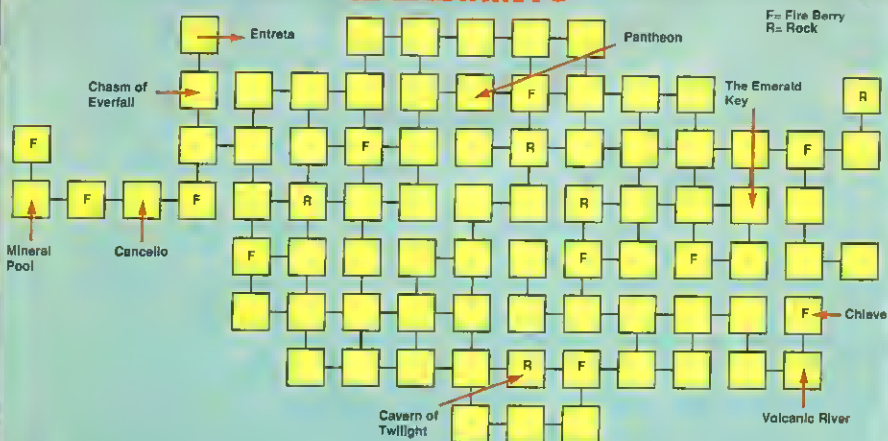 Entreta
Pantheon
F= Fire Berry
R= Rock
Chasm of
Everfall
The Emerald
Key
F R
F F R F
F F R R
Mineral
Pool
Cancello
F F F
F
Chiave
R F
Cavern of
Twilight
Volcanic River